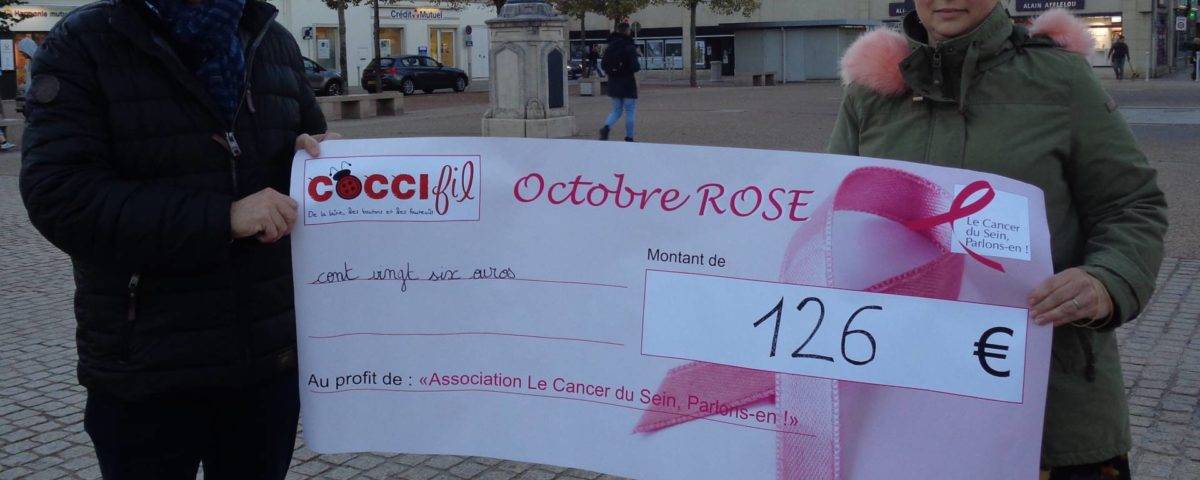 Harmonie mutuelle
Crédit Mutuel
ALAIN AFFLELOU
COCCIfil
De la laine, des boutons et des fauteuils
Octobre ROSE
Le Cancer
du Sein,
Parlons-en !
cent vingt six euros
Montant de
126 €
Au profit de : «Association Le Cancer du Sein, Parlons-en !»